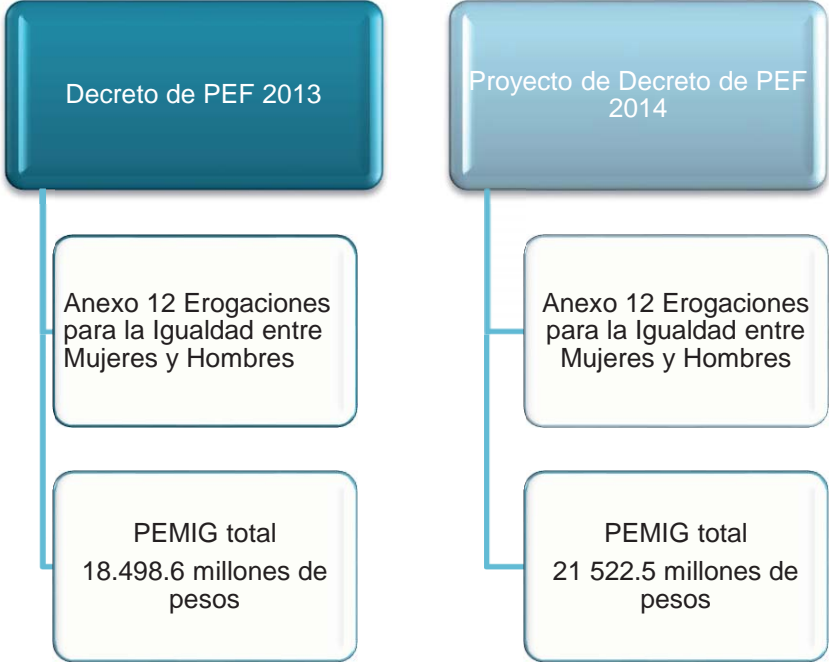 Decreto de PEF 2013
Anexo 12 Erogaciones
para la Igualdad entre
Mujeres y Hombres
PEMIG total
18.498.6 millones de
pesos
Proyecto de Decreto de PEF
2014
Anexo 12 Erogaciones
para la Igualdad entre
Mujeres y Hombres
PEMIG total
21 522.5 millones de
pesos